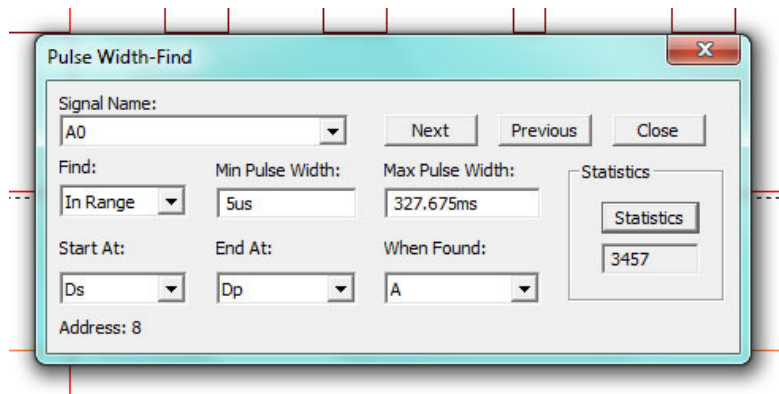 Pulse Width-Find
Signal Name:
A0
Next Previous Close
Find: Min Pulse Width: Max Pulse Width: Statistics
In Range 5us 327.675ms Statistics
Start At: End At: When Found: 3457
Ds Dp A
Address: 8